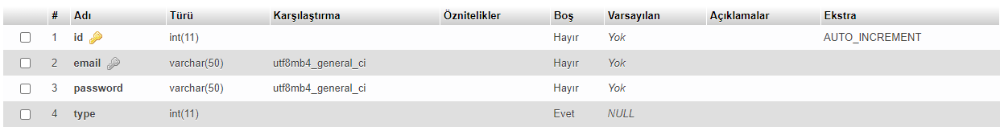 # Adı Türü Karşılaştırma Öznitelikler Boş Varsayılan Açıklamalar Ekstra
1 id int(11) Hayır Yok AUTO_INCREMENT
2 email varchar(50) utf8mb4_general_ci Hayır Yok
3 password varchar(50) utf8mb4_general_ci Hayır Yok
4 type int(11) Evet NULL